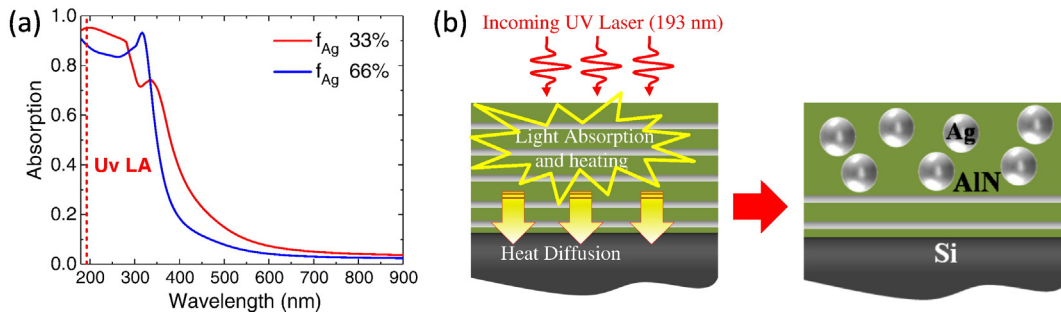 (a)
1.0
0.8
0.6
0.4
0.2
0.0
Absorption
f_Ag 33%
f_Ag 66%
Uv LA
200 300 400 500 600 700 800 900
Wavelength (nm)
(b)
Incoming UV Laser (193 nm)
Light Absorption
and heating
Heat Diffusion
Ag
AlN
Si